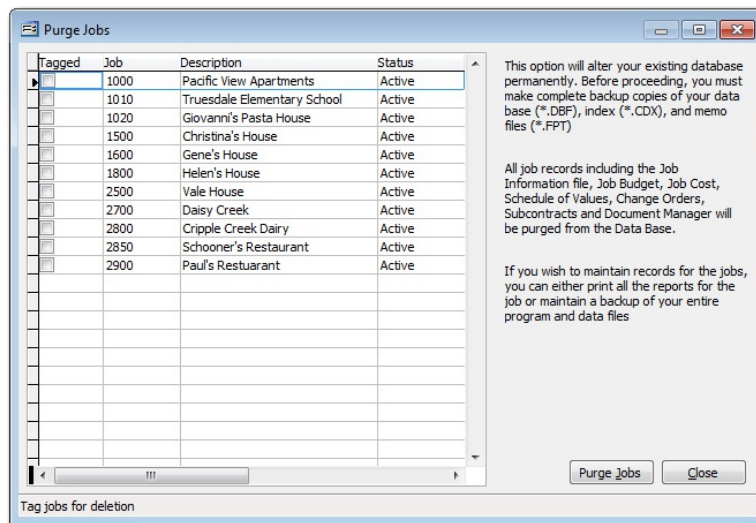 Purge Jobs
Tagged Job Description Status
1000 Pacific View Apartments Active
1010 Truesdale Elementary School Active
1020 Giovanni's Pasta House Active
1500 Christina's House Active
1600 Gene's House Active
1800 Helen's House Active
2500 Vale House Active
2700 Daisy Creek Active
2800 Cripple Creek Dairy Active
2850 Schooner's Restaurant Active
2900 Paul's Restuarant Active
This option will alter your existing database
permanently. Before proceeding, you must
make complete backup copies of your data
base (*.DBF), index (*.CDX), and memo
files (*.FPT)
All job records including the Job
Information file, Job Budget, Job Cost,
Schedule of Values, Change Orders,
Subcontracts and Document Manager will
be purged from the Data Base.
If you wish to maintain records for the jobs,
you can either print all the reports for the
job or maintain a backup of your entire
program and data files
Purge Jobs Close
Tag jobs for deletion